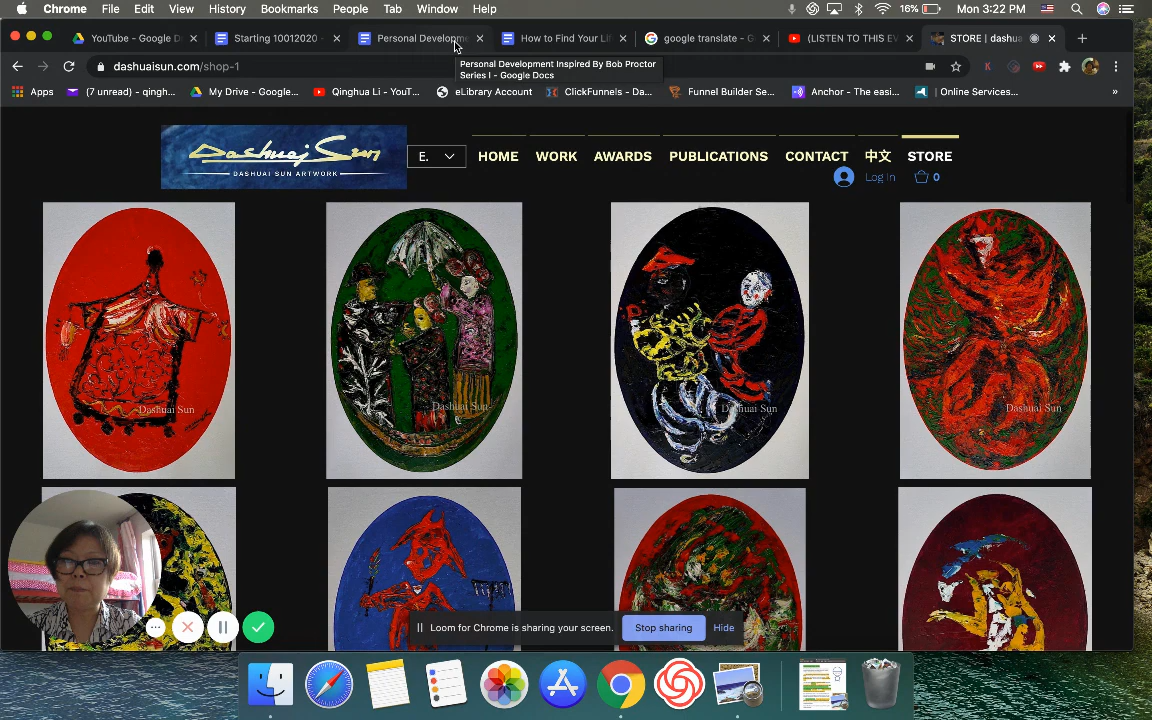 Chrome File Edit View History Bookmarks People Tab Window Help 16% Mon 3:22 PM
YouTube - Google D Starting 10012020 - Personal Developme How to Find Your Li google translate - G (LISTEN TO THIS EV STORE | dashua
dashuaisun.com/shop-1
Personal Development Inspired By Bob Proctor
Series I - Google Docs
Apps (7 unread) - qingh... My Drive - Google... Qinghua Li - YouT... eLibrary Account ClickFunnels - Da... Funnel Builder Se... Anchor - The easi... | Online Services... »
Dashuai Sun
DASHUAI SUN ARTWORK
E. HOME WORK AWARDS PUBLICATIONS CONTACT 中文 STORE
Log In 0
Dashuai Sun Dashuai Sun Dashuai Sun Dashuai Sun
Loom for Chrome is sharing your screen. Stop sharing Hide